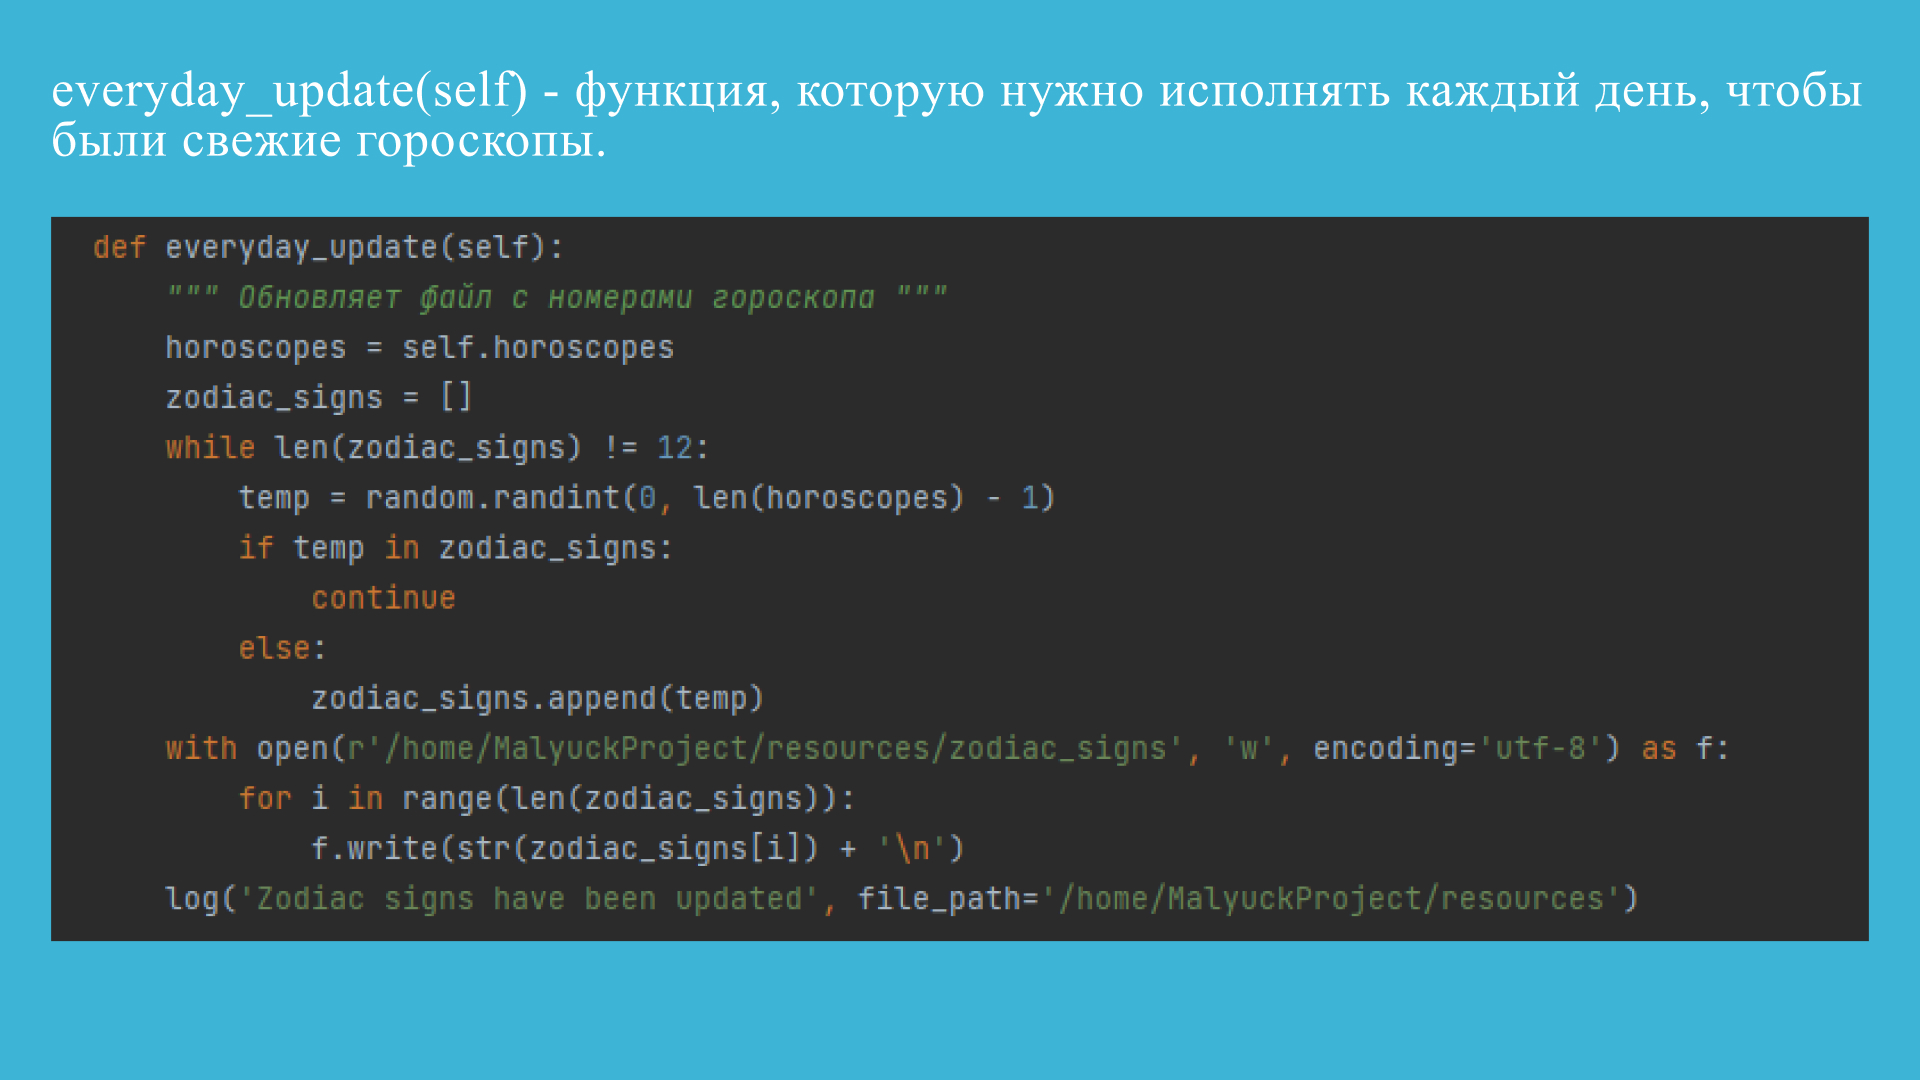 everyday_update(self) - функция, которую нужно исполнять каждый день, чтобы
были свежие гороскопы.
def everyday_update(self):
""" Обновляет файл с номерами гороскопа """
horoscopes = self.horoscopes
zodiac_signs = []
while len(zodiac_signs) != 12:
temp = random.randint(0, len(horoscopes) - 1)
if temp in zodiac_signs:
continue
else:
zodiac_signs.append(temp)
with open(r'/home/MalyuckProject/resources/zodiac_signs', 'w', encoding='utf-8') as f:
for i in range(len(zodiac_signs)):
f.write(str(zodiac_signs[i]) + '\n')
log('Zodiac signs have been updated', file_path='/home/MalyuckProject/resources')